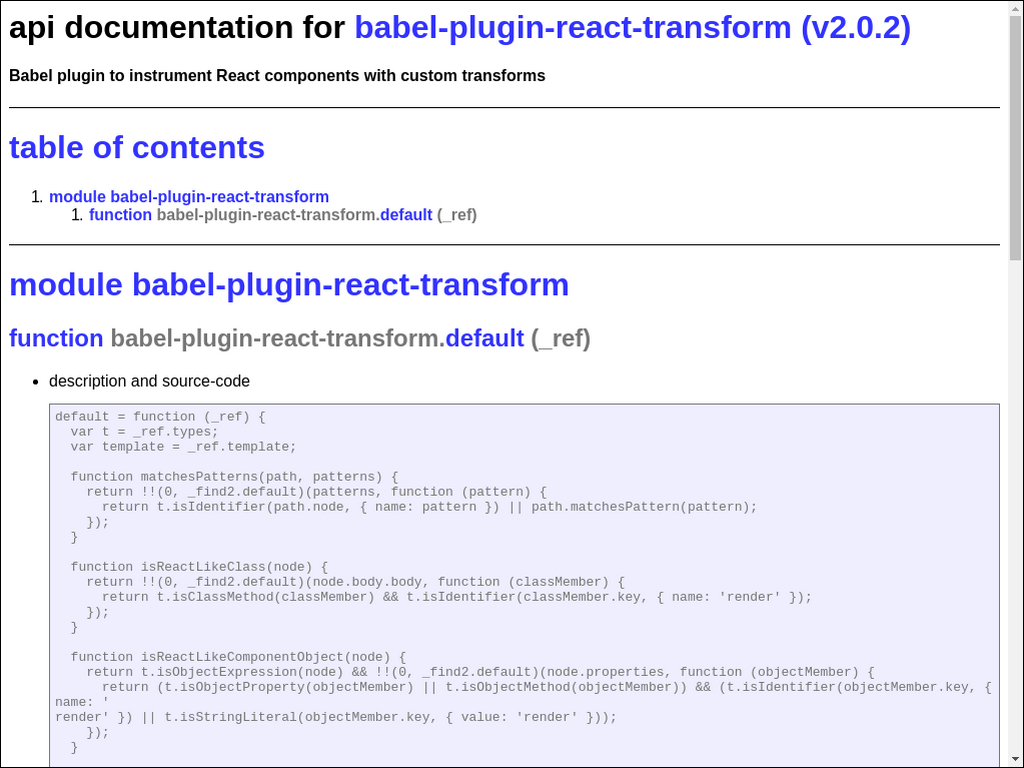 api documentation for babel-plugin-react-transform (v2.0.2)
Babel plugin to instrument React components with custom transforms
table of contents
1. module babel-plugin-react-transform
1. function babel-plugin-react-transform.default (_ref)
module babel-plugin-react-transform
function babel-plugin-react-transform.default (_ref)
• description and source-code
default = function (_ref) {
  var t = _ref.types;
  var template = _ref.template;

  function matchesPatterns(path, patterns) {
    return !!(0, _find2.default)(patterns, function (pattern) {
      return t.isIdentifier(path.node, { name: pattern }) || path.matchesPattern(pattern);
    });
  }

  function isReactLikeClass(node) {
    return !!(0, _find2.default)(node.body.body, function (classMember) {
      return t.isClassMethod(classMember) && t.isIdentifier(classMember.key, { name: 'render' });
    });
  }

  function isReactLikeComponentObject(node) {
    return t.isObjectExpression(node) && !!(0, _find2.default)(node.properties, function (objectMember) {
      return (t.isObjectProperty(objectMember) || t.isObjectMethod(objectMember)) && (t.isIdentifier(objectMember.key, {
name: '
render' }) || t.isStringLiteral(objectMember.key, { value: 'render' }));
    });
  }